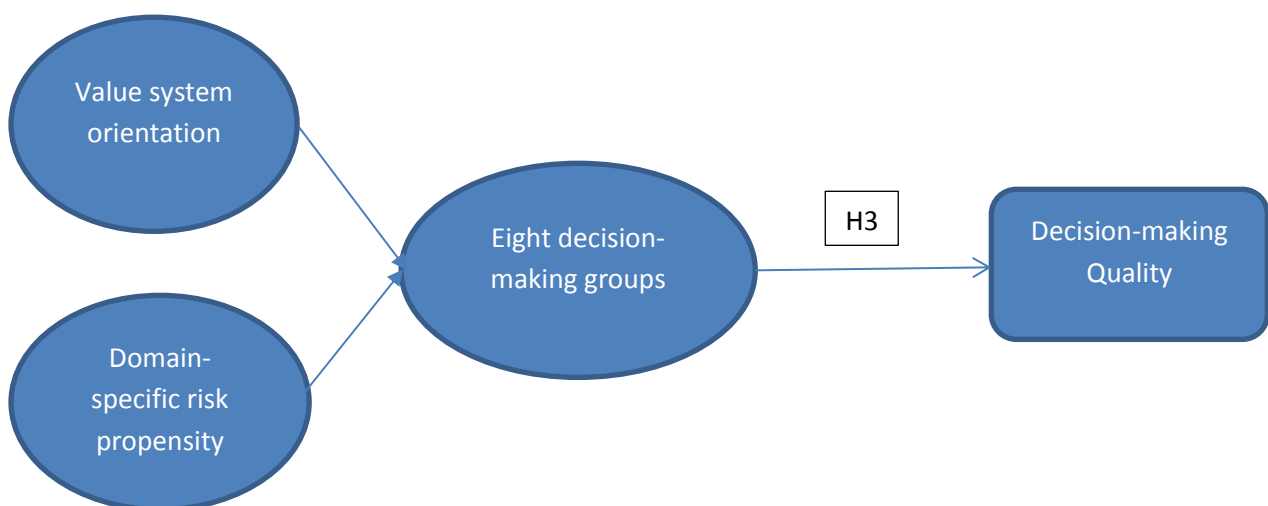 Value system
orientation
Domain-
specific risk
propensity
Eight decision-
making groups
H3
Decision-making
Quality